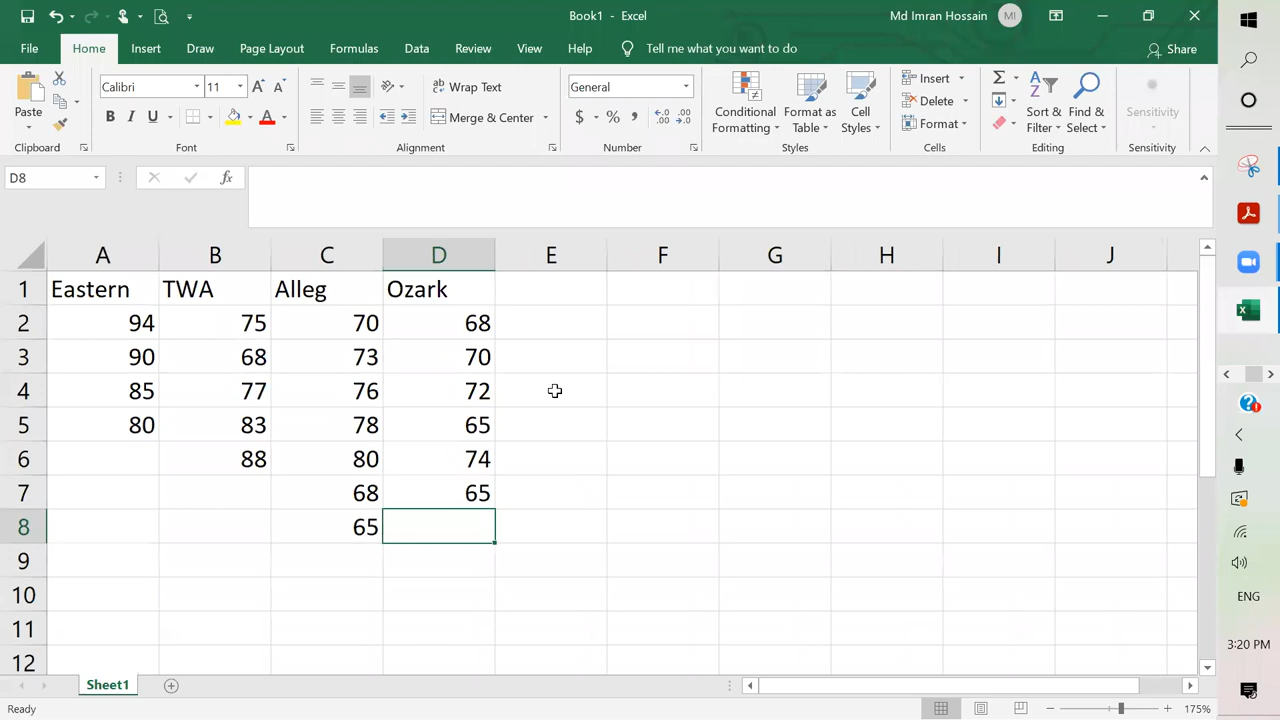 Book1 - Excel
Md Imran Hossain MI
File Home Insert Draw Page Layout Formulas Data Review View Help Tell me what you want to do Share
Paste
Calibri 11
B I U A
Wrap Text
Merge & Center
General
$ % ,
Conditional Formatting
Format as Table
Cell Styles
Insert
Delete
Format
Sort & Filter
Find & Select
Sensitivity
Clipboard Font Alignment Number Styles Cells Editing Sensitivity
D8 fx
A B C D E F G H I J
1 Eastern TWA Alleg Ozark
2 94 75 70 68
3 90 68 73 70
4 85 77 76 72
5 80 83 78 65
6 88 80 74
7 68 65
8 65
9
10
11
12
Sheet1
Ready 175%
ENG
3:20 PM